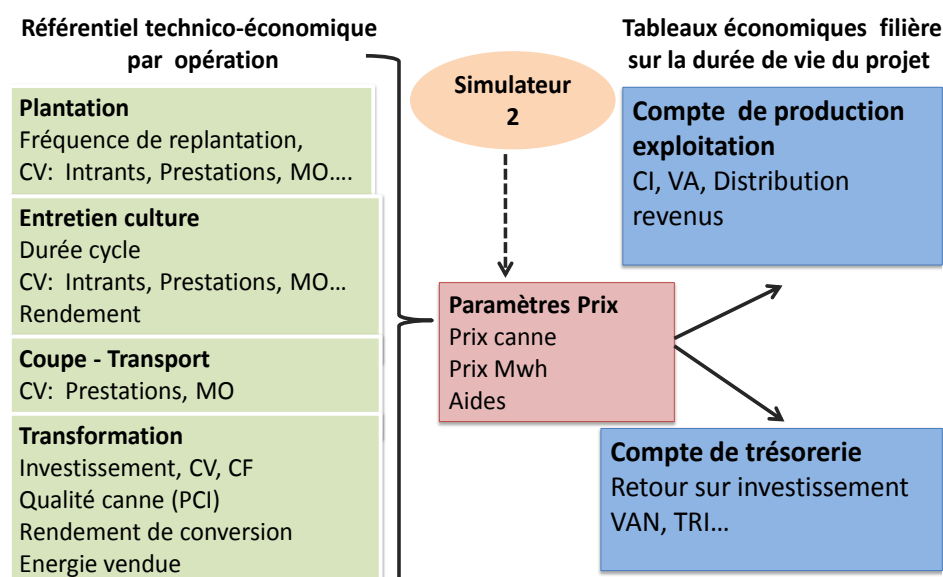 Référentiel technico-économique
par opération
Plantation
Fréquence de replantation,
CV: Intrants, Prestations, MO....
Entretien culture
Durée cycle
CV: Intrants, Prestations, MO...
Rendement
Coupe - Transport
CV: Prestations, MO
Transformation
Investissement, CV, CF
Qualité canne (PCI)
Rendement de conversion
Energie vendue
Simulateur
2
Paramètres Prix
Prix canne
Prix Mwh
Aides
Tableaux économiques filière
sur la durée de vie du projet
Compte de production
exploitation
CI, VA, Distribution
revenus
Compte de trésorerie
Retour sur investissement
VAN, TRI...